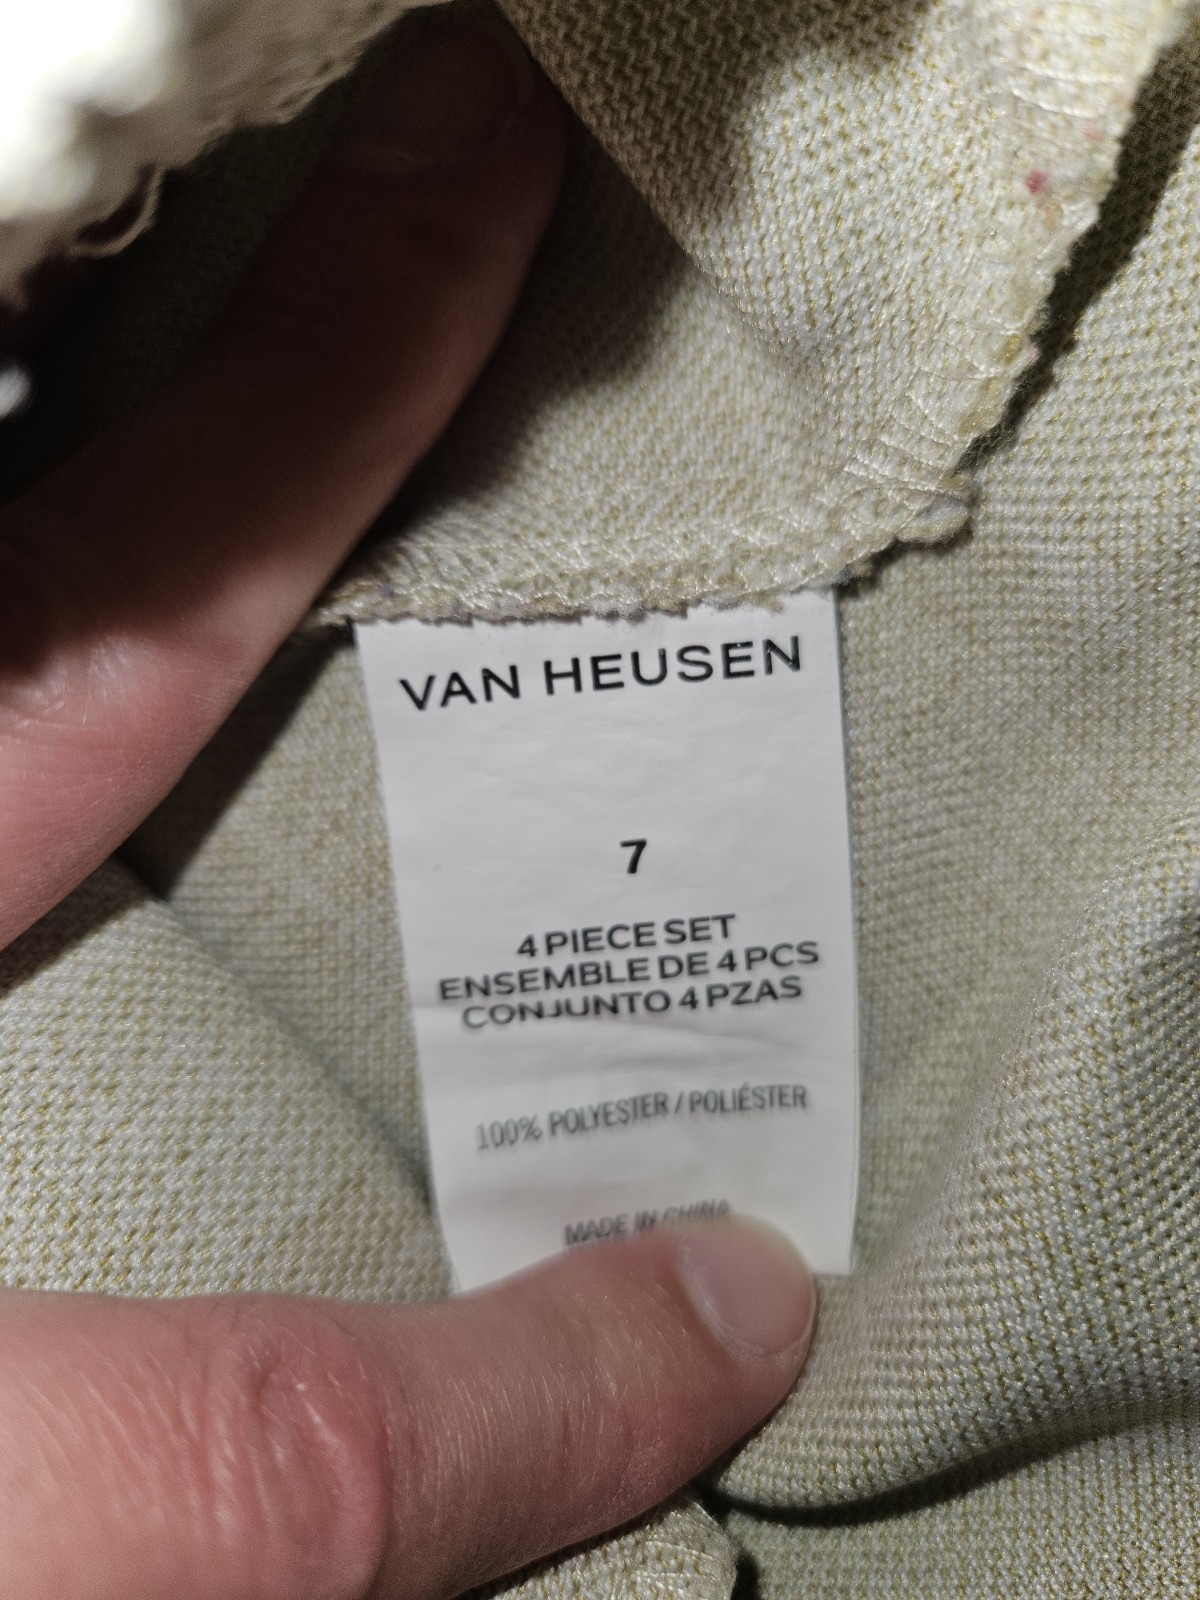 VAN HEUSEN
7
4 PIECE SET
ENSEMBLE DE 4 PCS
CONJUNTO 4 PZAS
100% POLYESTER / POLIÉSTER
MADE IN CHINA